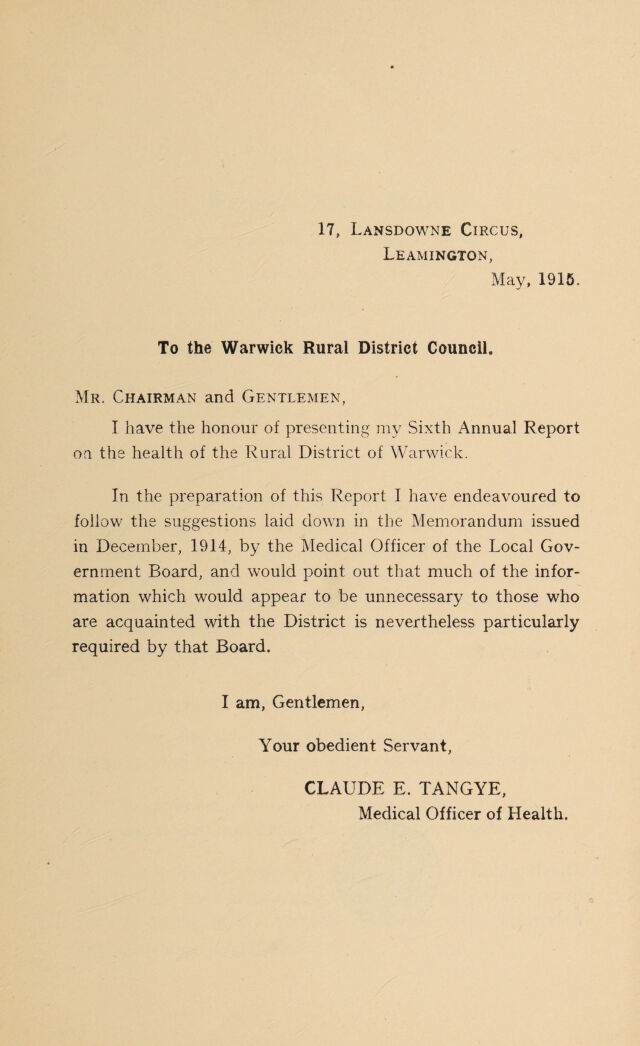 17, Lansdowne Circus,
Leamington,
May, 1915.
To the Warwick Rural District Council.
Mr. Chairman and Gentlemen,
I have the honour of presenting my Sixth Annual Report
on the health of the Rural District of Warwick.
In the preparation of this Report I have endeavoured to
follow the suggestions laid down in the Memorandum issued
in December, 1914, by the Medical Officer of the Local Gov-
ernment Board, and would point out that much of the infor-
mation which would appear to be unnecessary to those who
are acquainted with the District is nevertheless particularly
required by that Board.
I am, Gentlemen,
Your obedient Servant,
CLAUDE E. TANGYE,
Medical Officer of Health.